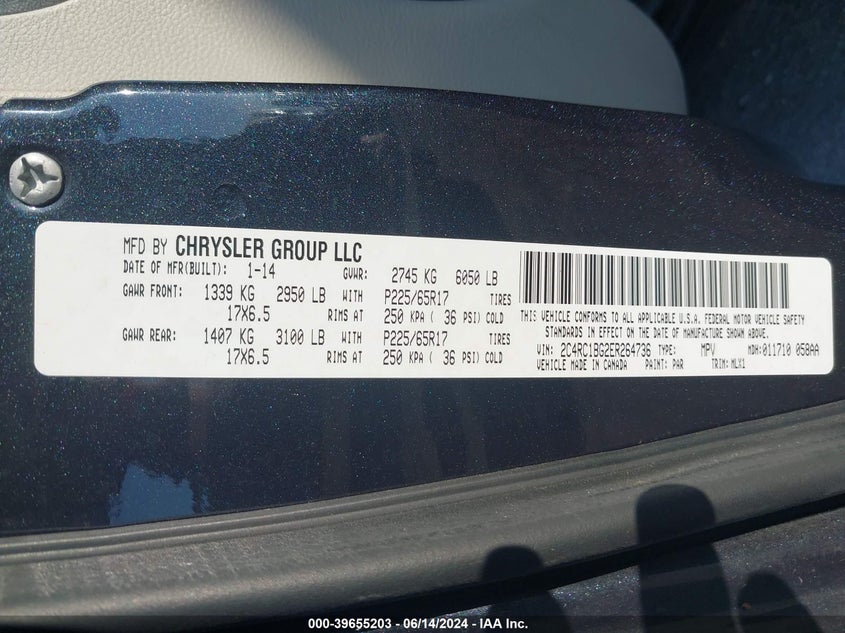 MFD BY CHRYSLER GROUP LLC
DATE OF MFR(BUILT): 1-14 GVWR: 2745 KG 6050 LB
GAWR FRONT: 1339 KG 2950 LB WITH P225/65R17 TIRES
17X6.5 RIMS AT 250 KPA ( 36 PSI) COLD
GAWR REAR: 1407 KG 3100 LB WITH P225/65R17 TIRES
17X6.5 RIMS AT 250 KPA ( 36 PSI) COLD
THIS VEHICLE CONFORMS TO ALL APPLICABLE U.S.A. FEDERAL MOTOR VEHICLE SAFETY
STANDARDS IN EFFECT ON THE DATE OF MANUFACTURE SHOWN ABOVE.
VIN: 2C4RC1BG2ER264736 TYPE: MPV MDH:011710 058AA
VEHICLE MADE IN CANADA PAINT: PAR TRIM: MLX1
000-39655203 - 06/14/2024 - IAA Inc.